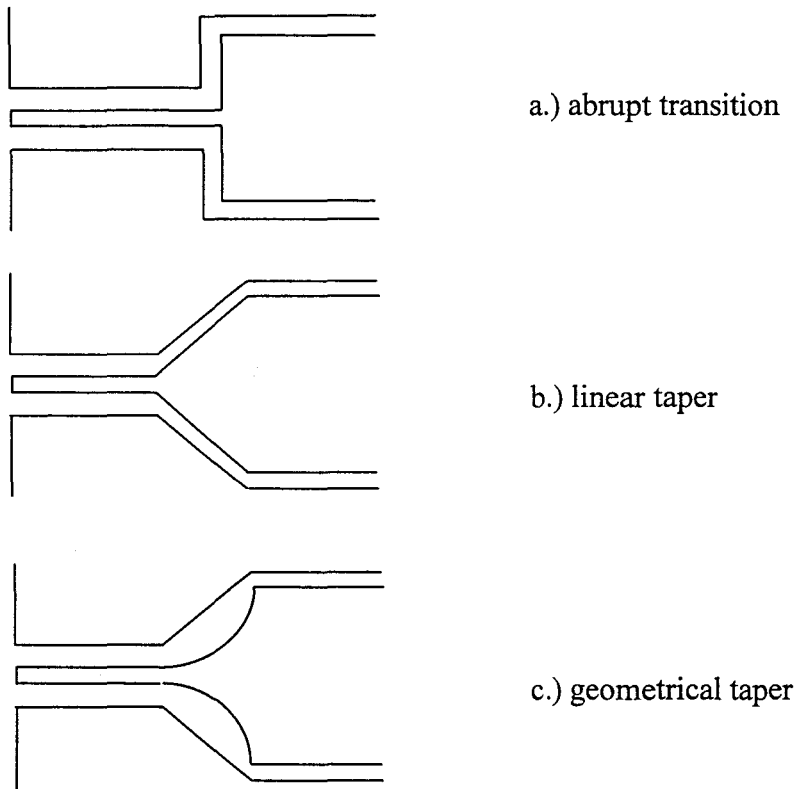 a.) abrupt transition
b.) linear taper
c.) geometrical taper